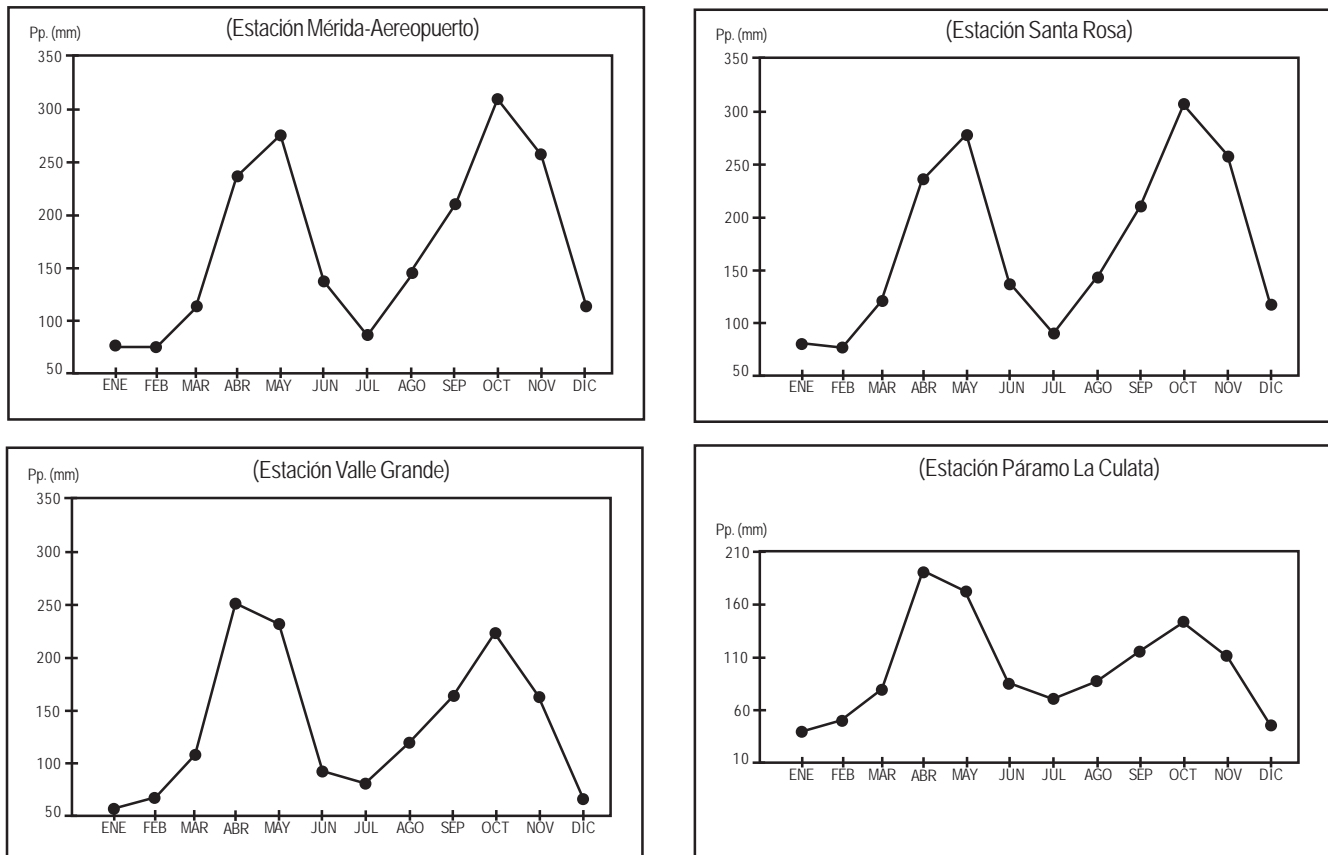 (Estación Mérida-Aereopuerto)
Pp. (mm)
350
300
250
200
150
100
50
ENE FEB MAR ABR MAY JUN JUL AGO SEP OCT NOV DIC
(Estación Santa Rosa)
Pp. (mm)
350
300
250
200
150
100
50
ENE FEB MAR ABR MAY JUN JUL AGO SEP OCT NOV DIC
(Estación Valle Grande)
Pp. (mm)
350
300
250
200
150
100
50
ENE FEB MAR ABR MAY JUN JUL AGO SEP OCT NOV DIC
(Estación Páramo La Culata)
Pp. (mm)
210
160
110
60
10
ENE FEB MAR ABR MAY JUN JUL AGO SEP OCT NOV DIC